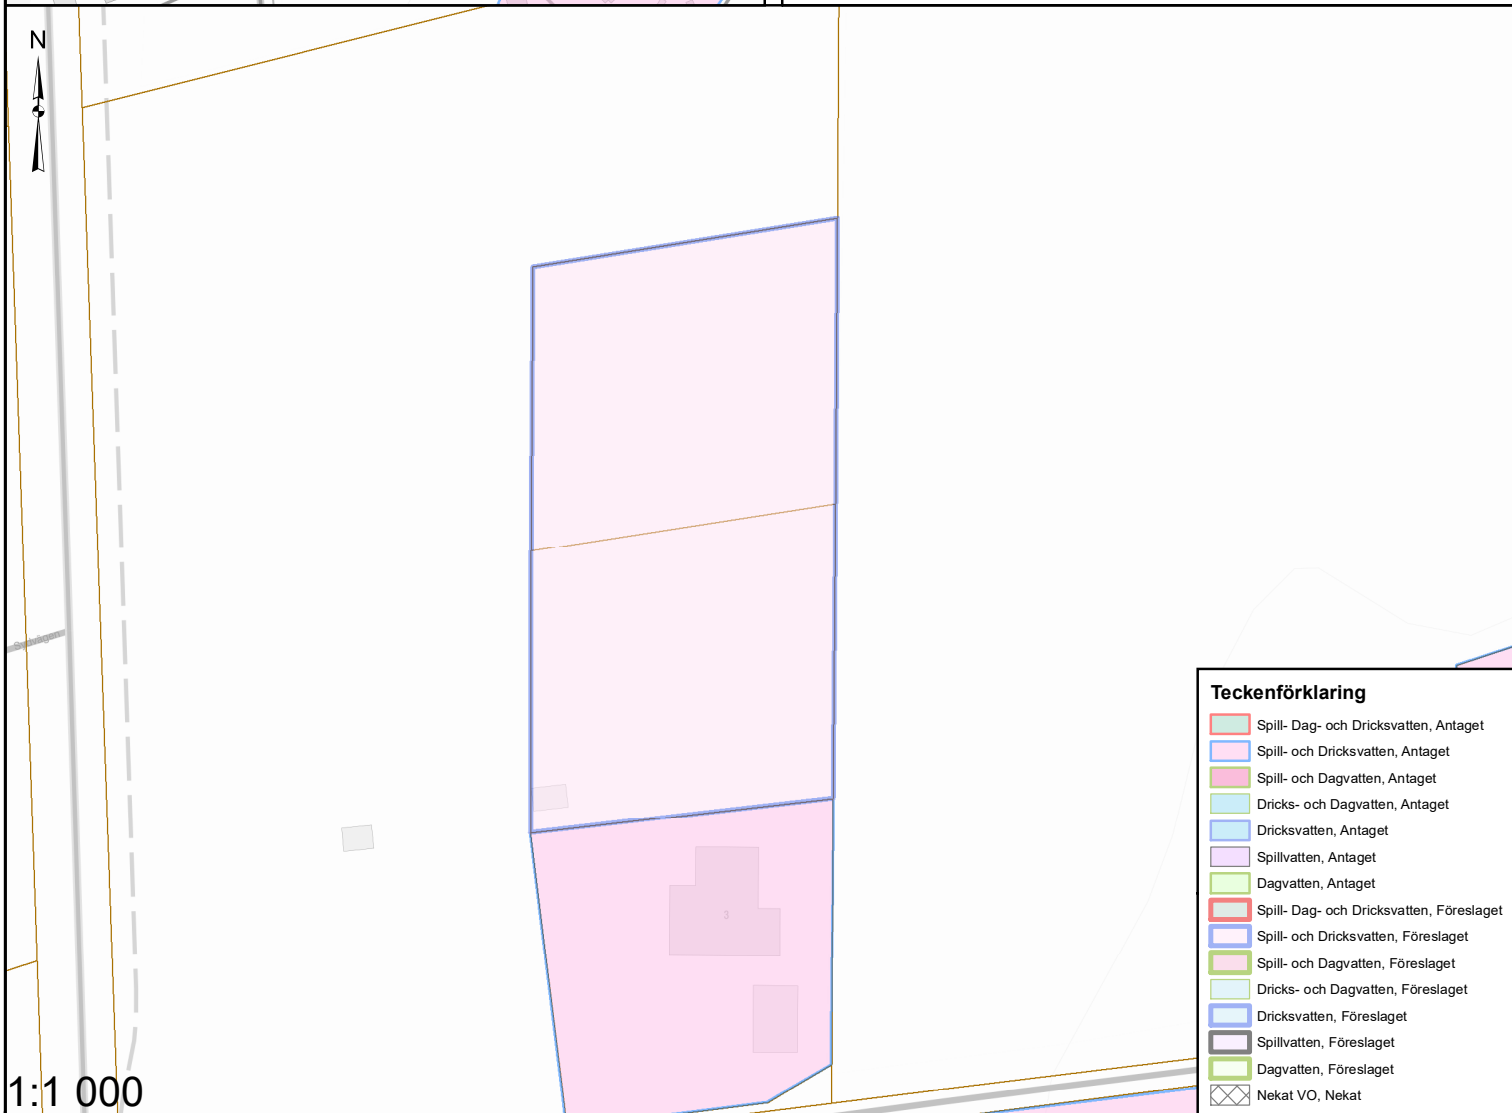 N
3
Teckenförklaring
Spill- Dag- och Dricksvatten, Antaget
Spill- och Dricksvatten, Antaget
Spill- och Dagvatten, Antaget
Dricks- och Dagvatten, Antaget
Dricksvatten, Antaget
Spillvatten, Antaget
Dagvatten, Antaget
Spill- Dag- och Dricksvatten, Föreslaget
Spill- och Dricksvatten, Föreslaget
Spill- och Dagvatten, Föreslaget
Dricks- och Dagvatten, Föreslaget
Dricksvatten, Föreslaget
Spillvatten, Föreslaget
Dagvatten, Föreslaget
Nekat VO, Nekat
1:1 000